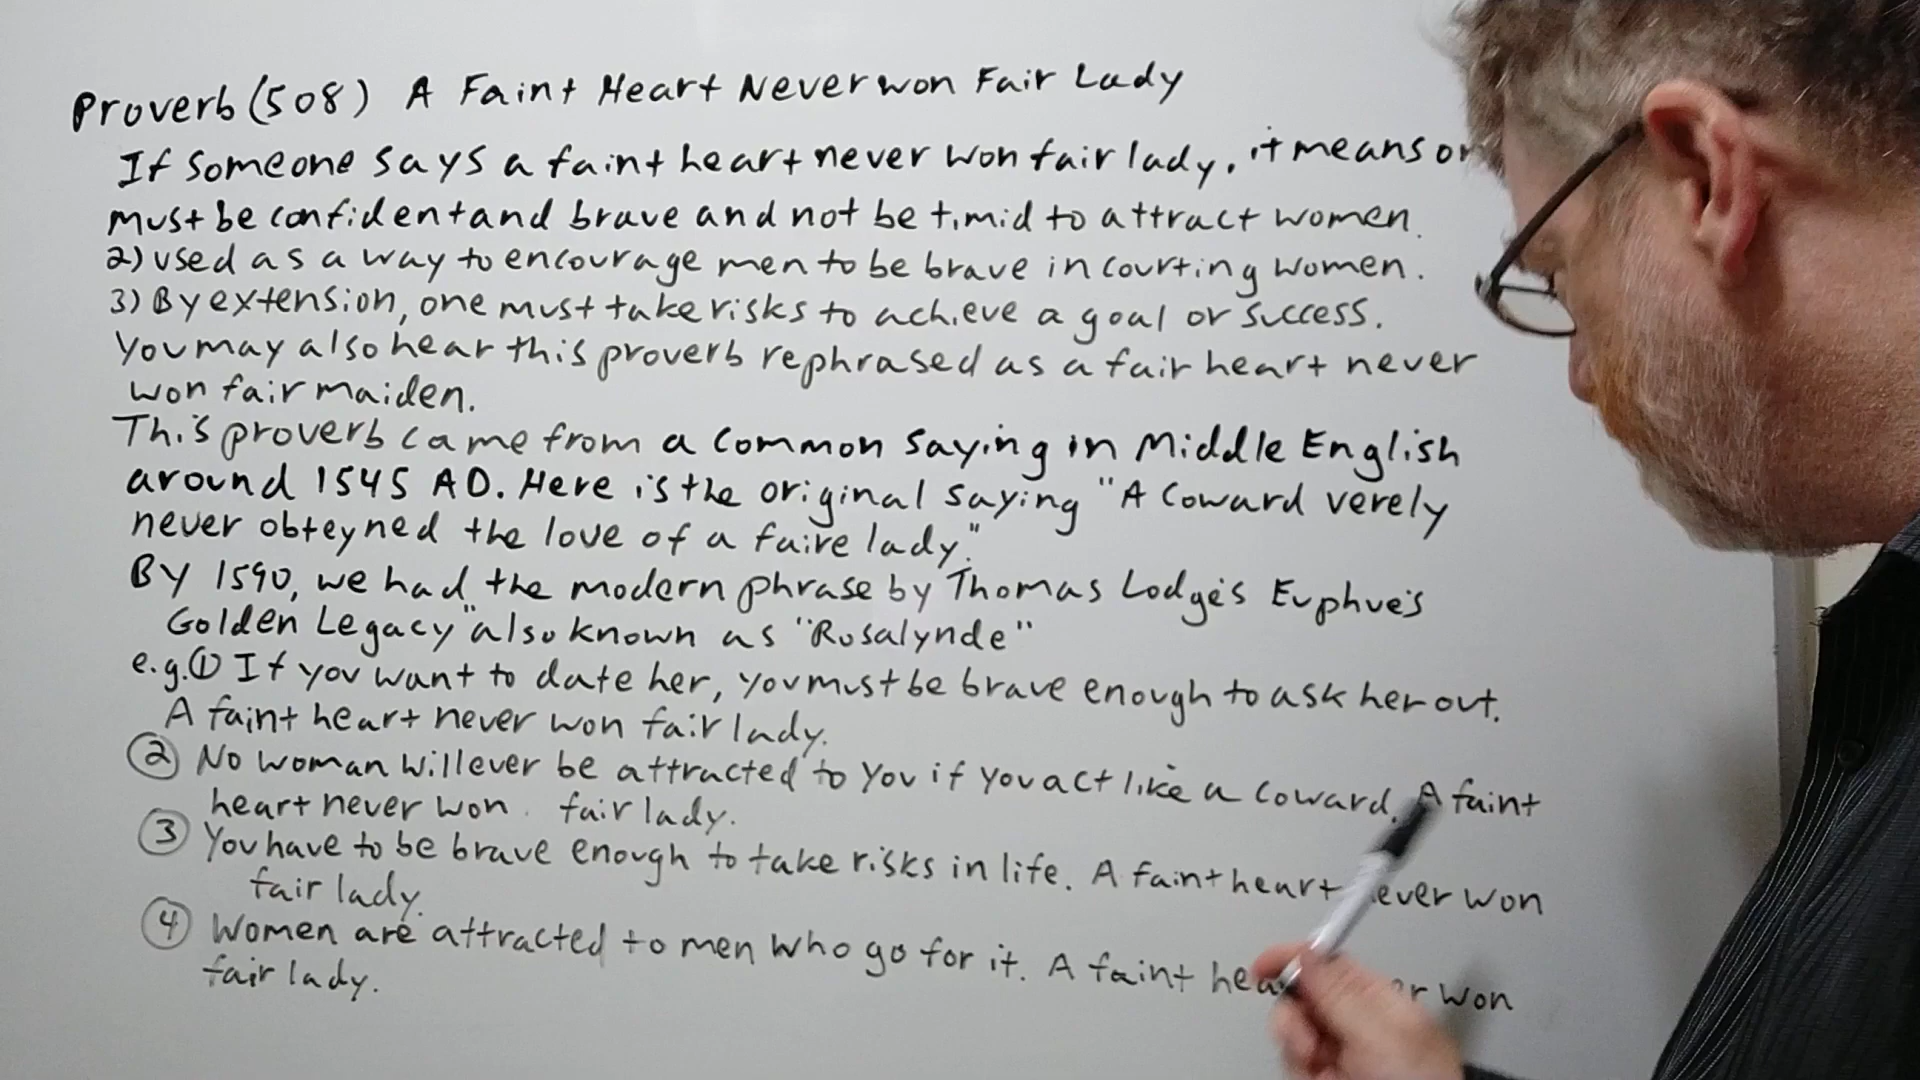 Proverb (508) A Faint Heart Never won Fair Lady
If someone says a faint heart never won fair lady, it means
must be confident and brave and not be timid to attract women.
2) used as a way to encourage men to be brave in courting women.
3) By extension, one must take risks to achieve a goal or success.
You may also hear this proverb rephrased as a fair heart never
won fair maiden.
This proverb came from a common saying in Middle English
around 1545 AD. Here is the original saying "A Coward verely
never obteyned the love of a faire lady."
By 1590, we had the modern phrase by Thomas Lodge's Euphue's
Golden Legacy" also known as "Rosalynde"
e.g. ① If you want to date her, you must be brave enough to ask her out.
A faint heart never won fair lady.
② No woman will ever be attracted to you if you act like a coward. A faint
heart never won fair lady.
③ You have to be brave enough to take risks in life. A faint heart ever won
fair lady.
④ Women are attracted to men who go for it. A faint won
fair lady.